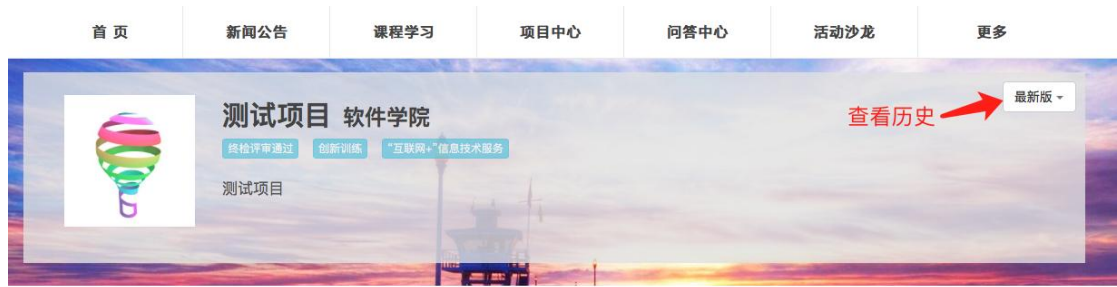 首 页 新闻公告 课程学习 项目中心 问答中心 活动沙龙 更多
测试项目 软件学院
查看历史 最新版
终检评审通过 创新训练 "互联网+"信息技术服务
测试项目